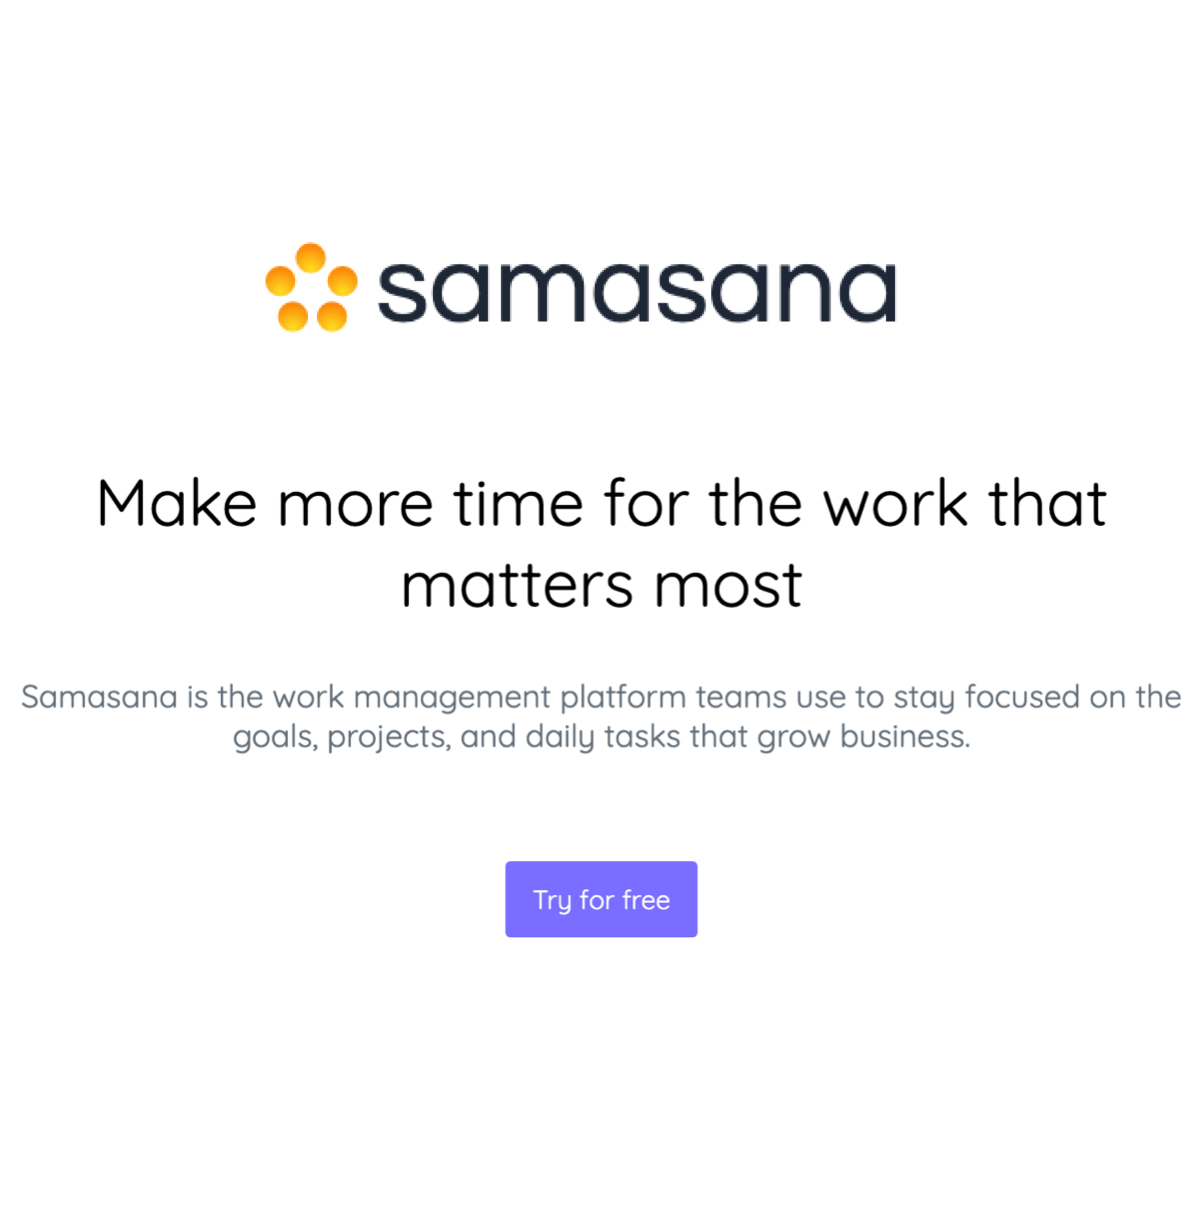 samasana
Make more time for the work that
matters most
Samasana is the work management platform teams use to stay focused on the
goals, projects, and daily tasks that grow business.
Try for free